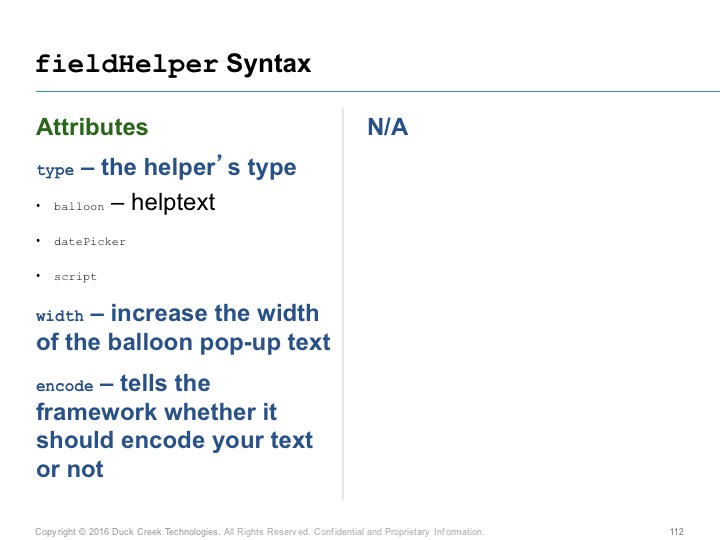 fieldHelper Syntax
Attributes
type – the helper’s type
• balloon – helptext
• datePicker
• script
width – increase the width
of the balloon pop-up text
encode – tells the
framework whether it
should encode your text
or not
N/A
Copyright © 2016 Duck Creek Technologies. All Rights Reserved. Confidential and Proprietary Information.
112